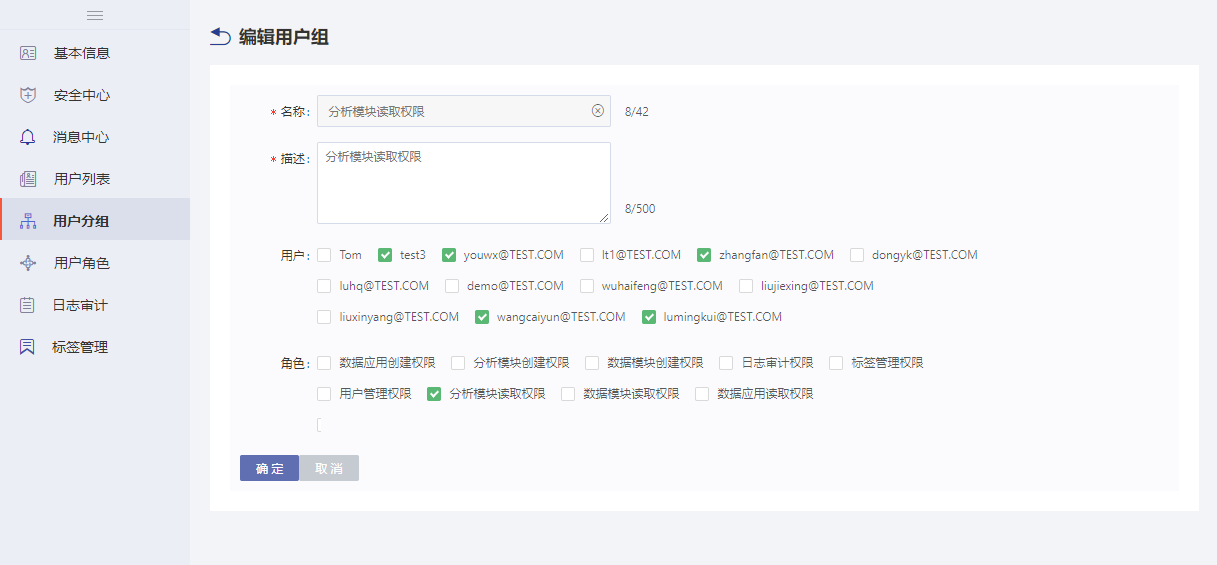 基本信息
安全中心
消息中心
用户列表
用户分组
用户角色
日志审计
标签管理
编辑用户组
* 名称: 分析模块读取权限 8/42
* 描述: 分析模块读取权限 8/500
用户: Tom test3 youwx@TEST.COM lt1@TEST.COM zhangfan@TEST.COM dongyk@TEST.COM
luhq@TEST.COM demo@TEST.COM wuhaifeng@TEST.COM liujiexing@TEST.COM
liuxinyang@TEST.COM wangcaiyun@TEST.COM lumingkui@TEST.COM
角色: 数据应用创建权限 分析模块创建权限 数据模块创建权限 日志审计权限 标签管理权限
用户管理权限 分析模块读取权限 数据模块读取权限 数据应用读取权限
确定 取消